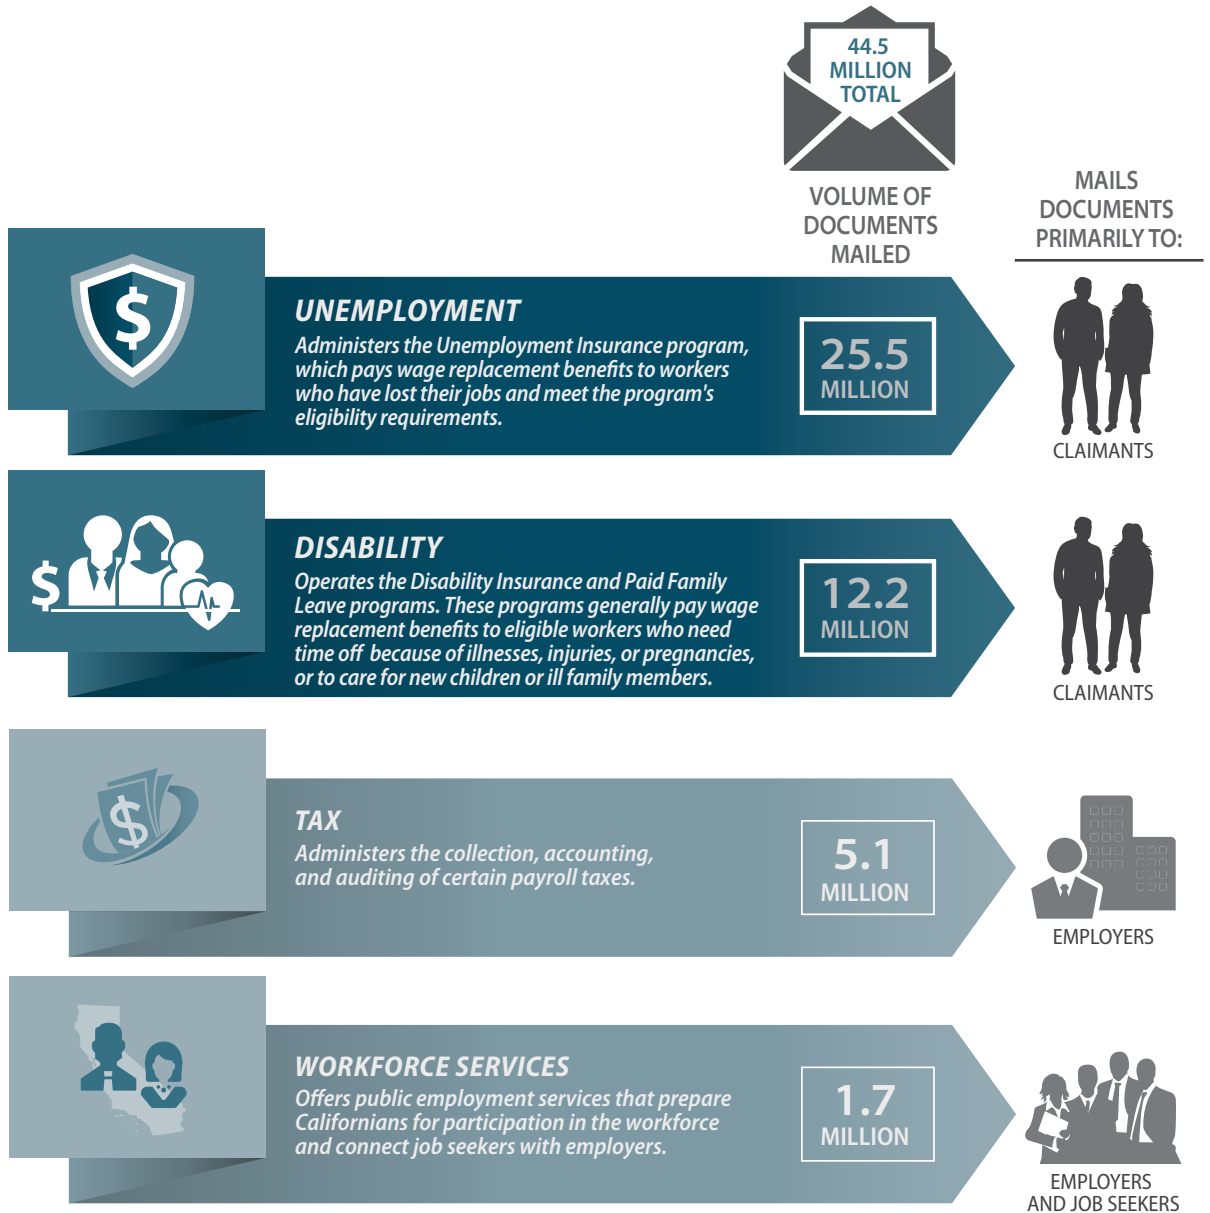 44.5
MILLION
TOTAL
VOLUME OF
DOCUMENTS
MAILED
MAILS
DOCUMENTS
PRIMARILY TO:
$
UNEMPLOYMENT
Administers the Unemployment Insurance program,
which pays wage replacement benefits to workers
who have lost their jobs and meet the program's
eligibility requirements.
25.5
MILLION
CLAIMANTS
$
DISABILITY
Operates the Disability Insurance and Paid Family
Leave programs. These programs generally pay wage
replacement benefits to eligible workers who need
time off because of illnesses, injuries, or pregnancies,
or to care for new children or ill family members.
12.2
MILLION
CLAIMANTS
$
TAX
Administers the collection, accounting,
and auditing of certain payroll taxes.
5.1
MILLION
EMPLOYERS
WORKFORCE SERVICES
Offers public employment services that prepare
Californians for participation in the workforce
and connect job seekers with employers.
1.7
MILLION
EMPLOYERS
AND JOB SEEKERS